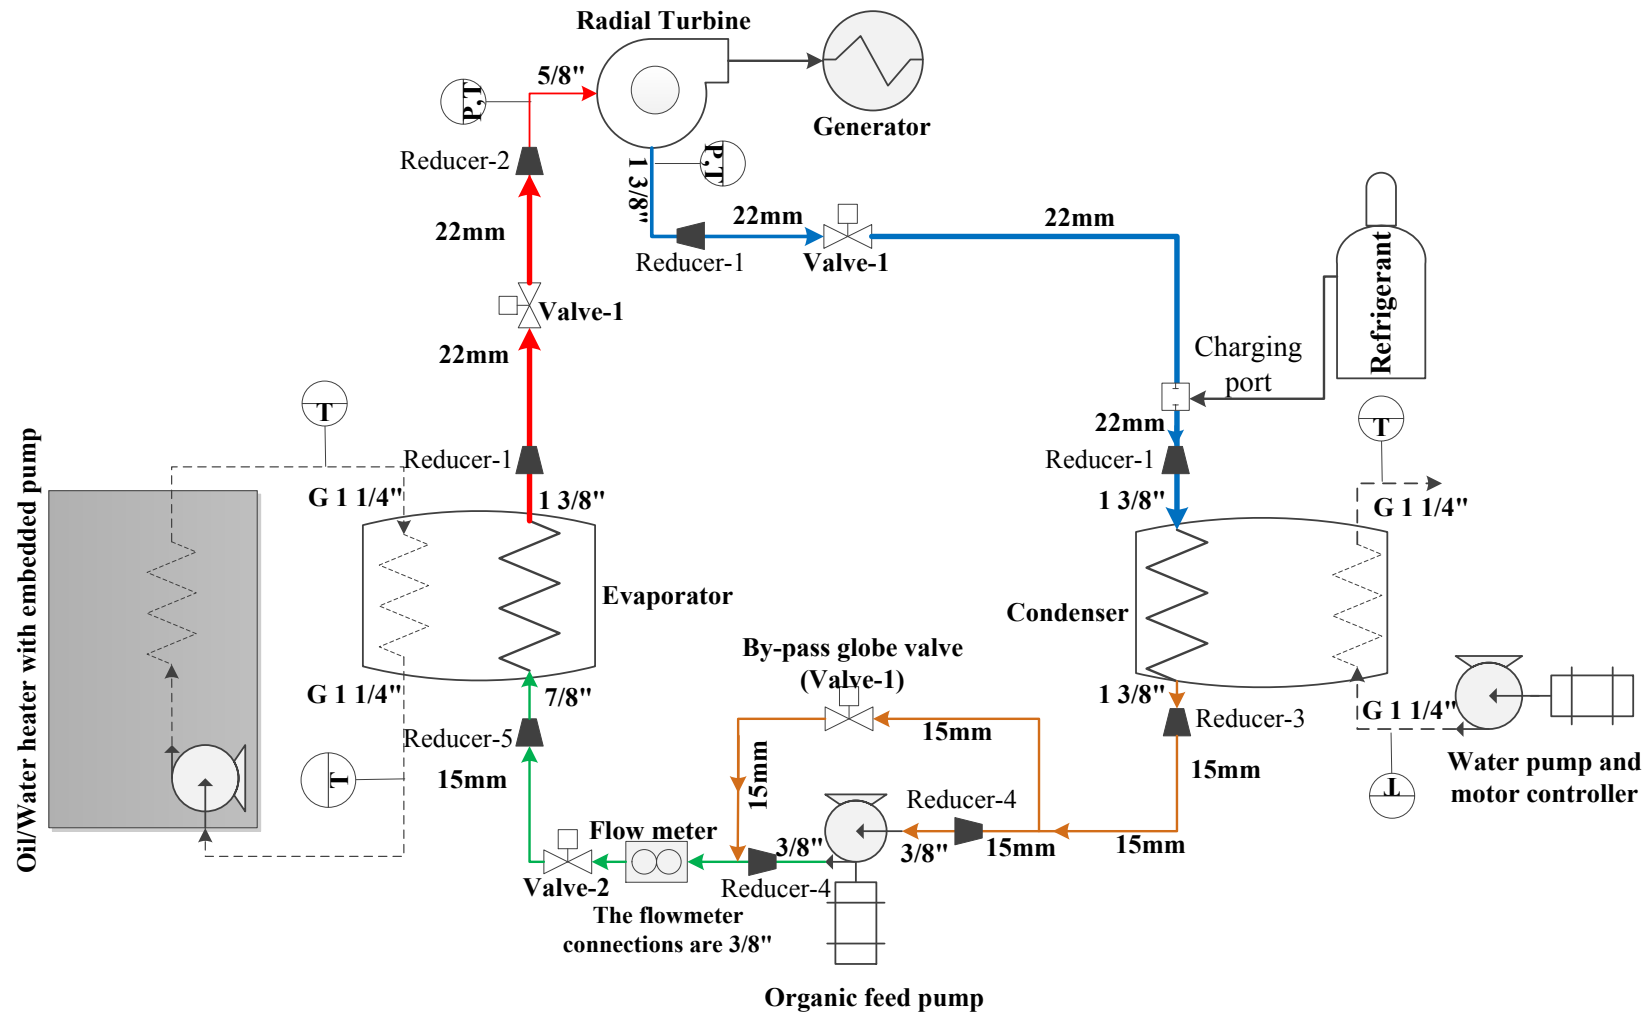 Radial Turbine
5/8"
P,T
Generator
Reducer-2
P,T
1 3/8"
22mm
22mm
22mm
Reducer-1
Valve-1
Valve-1
Refrigerant
22mm
Charging
port
T
22mm
T
Reducer-1
Reducer-1
G 1 1/4"
1 3/8"
1 3/8"
G 1 1/4"
Oil/Water heater with embedded pump
Evaporator
Condenser
By-pass globe valve
(Valve-1)
G 1 1/4"
7/8"
1 3/8"
G 1 1/4"
Reducer-3
Reducer-5
15mm
15mm
T
15mm
15mm
T
Water pump and
motor controller
Reducer-4
Flow meter
3/8"
3/8"
15mm
15mm
Valve-2
Reducer-4
The flowmeter
connections are 3/8"
Organic feed pump